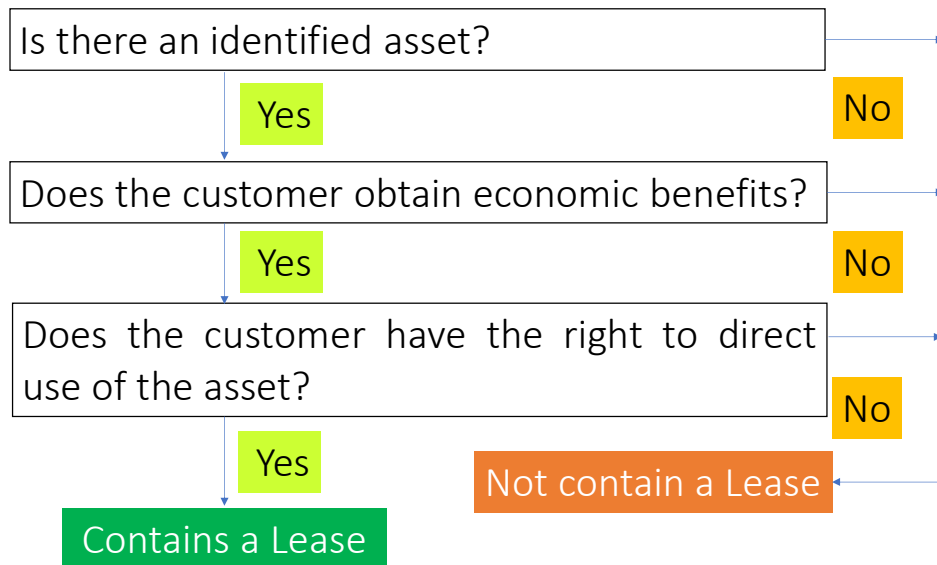 Is there an identified asset?
Yes
No
Does the customer obtain economic benefits?
Yes
No
Does the customer have the right to direct
use of the asset?
No
Yes
Not contain a Lease
Contains a Lease